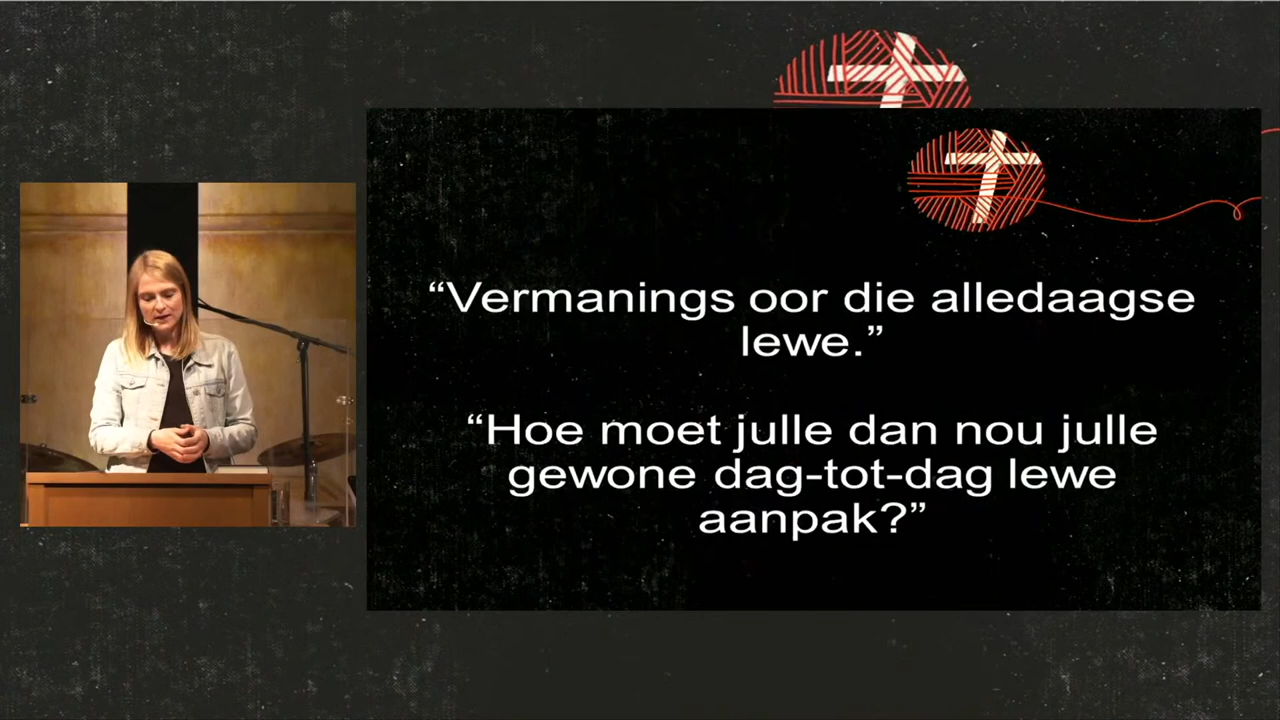 “Vermanings oor die alledaagse
lewe.”
“Hoe moet julle dan nou julle
gewone dag-tot-dag lewe
aanpak?”